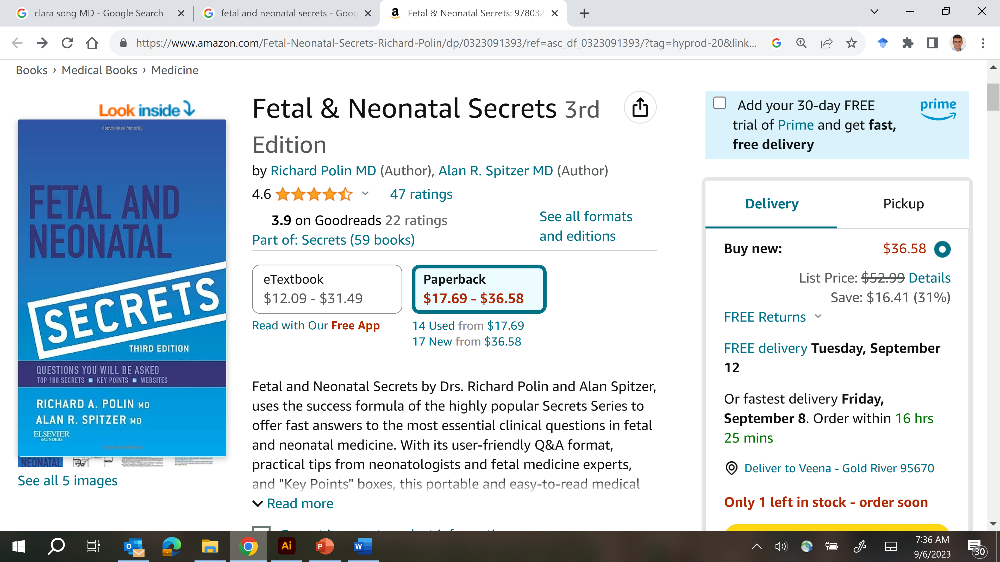 clara song MD - Google Search
fetal and neonatal secrets - Goog
Fetal & Neonatal Secrets: 978032
https://www.amazon.com/Fetal-Neonatal-Secrets-Richard-Polin/dp/0323091393/ref=asc_df_0323091393/?tag=hyprod-20&link...
Books › Medical Books › Medicine
Look inside
Copyrighted Material
FETAL AND
NEONATAL
SECRETS
THIRD EDITION
QUESTIONS YOU WILL BE ASKED
TOP 100 SECRETS ■ KEY POINTS ■ WEBSITES
RICHARD A. POLIN MD
ALAN R. SPITZER MD
ELSEVIER
SAUNDERS
Copyrighted Material
NEONATAL
See all 5 images
Fetal & Neonatal Secrets 3rd
Edition
by Richard Polin MD (Author), Alan R. Spitzer MD (Author)
4.6 47 ratings
3.9 on Goodreads 22 ratings
Part of: Secrets (59 books)
See all formats
and editions
eTextbook
$12.09 - $31.49
Read with Our Free App
Paperback
$17.69 - $36.58
14 Used from $17.69
17 New from $36.58
Fetal and Neonatal Secrets by Drs. Richard Polin and Alan Spitzer,
uses the success formula of the highly popular Secrets Series to
offer fast answers to the most essential clinical questions in fetal
and neonatal medicine. With its user-friendly Q&A format,
practical tips from neonatologists and fetal medicine experts,
and "Key Points" boxes, this portable and easy-to-read medical
Read more
Add your 30-day FREE
trial of Prime and get fast,
free delivery
prime
Delivery
Pickup
Buy new: $36.58
List Price: $52.99 Details
Save: $16.41 (31%)
FREE Returns
FREE delivery Tuesday, September
12
Or fastest delivery Friday,
September 8. Order within 16 hrs
25 mins
Deliver to Veena - Gold River 95670
Only 1 left in stock - order soon
Ai
P
W
7:36 AM
9/6/2023
30